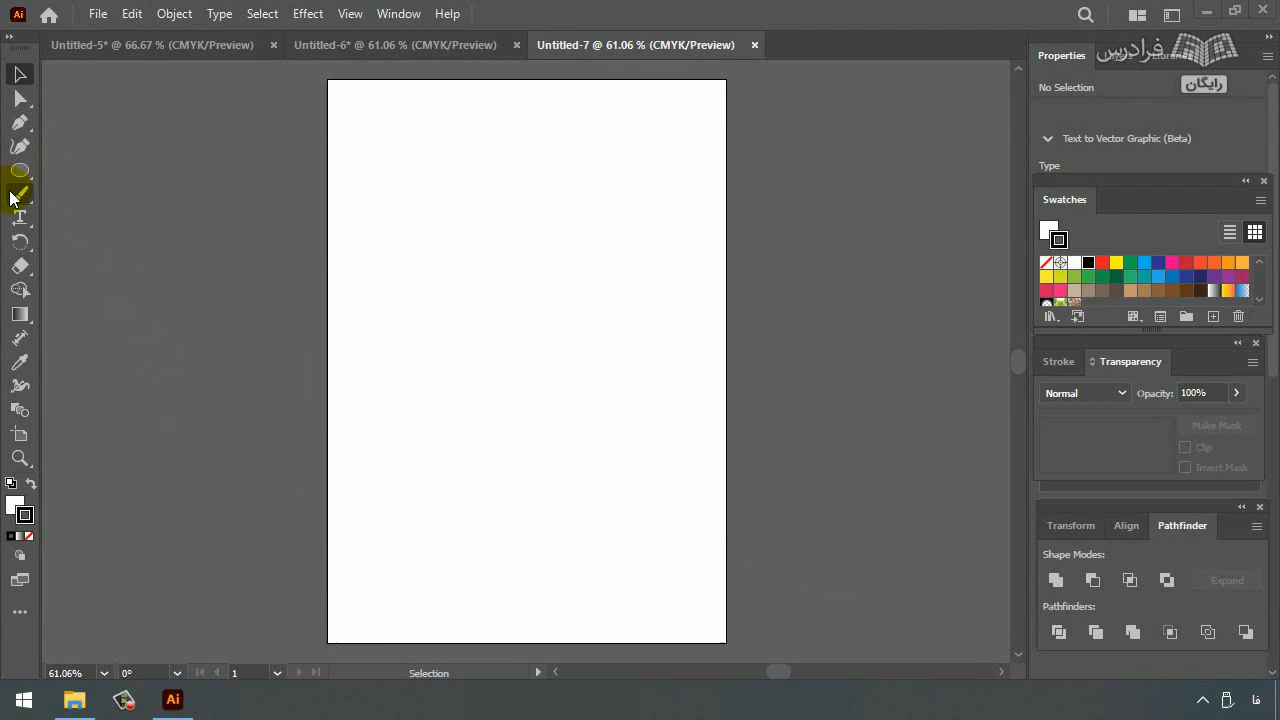 Ai File Edit Object Type Select Effect View Window Help
Untitled-5* @ 66.67 % (CMYK/Preview) Untitled-6* @ 61.06 % (CMYK/Preview) Untitled-7 @ 61.06 % (CMYK/Preview)
فرادرس
رایگان
Properties
No Selection
Text to Vector Graphic (Beta)
Type
Swatches
Stroke Transparency
Normal Opacity: 100%
Make Mask
Clip
Invert Mask
Transform Align Pathfinder
Shape Modes:
Expand
Pathfinders:
61.06% 0° 1 Selection
Ai فا